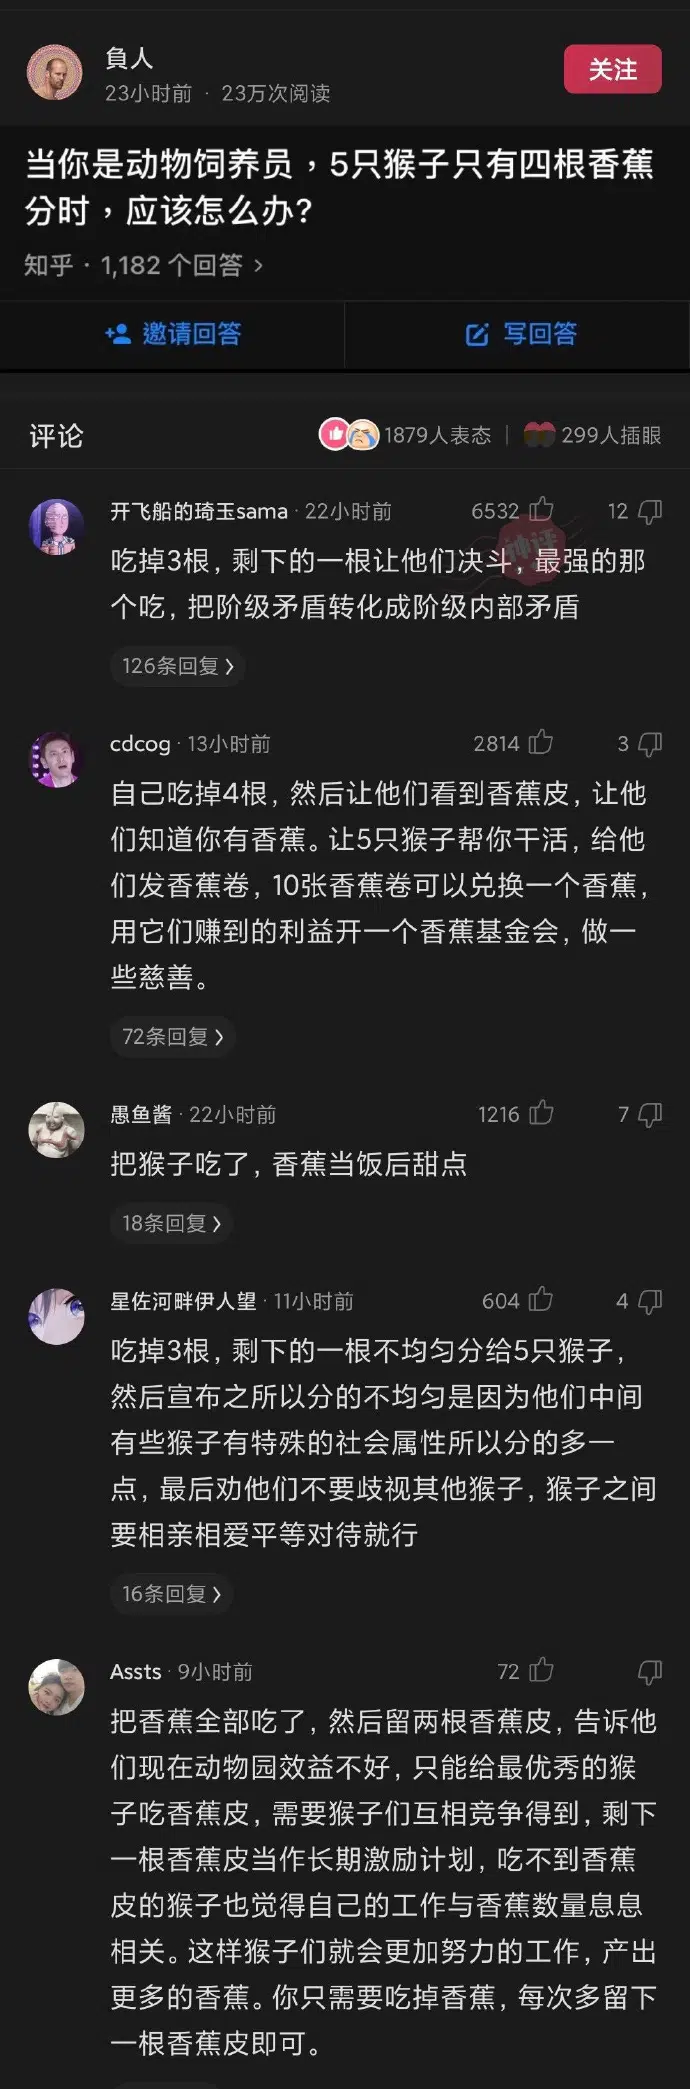 負人
23小时前 · 23万次阅读
关注
当你是动物饲养员，5只猴子只有四根香蕉
分时，应该怎么办?
知乎 · 1,182 个回答 >
邀请回答
写回答
评论
1879人表态 | 299人插眼
开飞船的琦玉sama · 22小时前 6532 12
神评
吃掉3根, 剩下的一根让他们决斗, 最强的那
个吃, 把阶级矛盾转化成阶级内部矛盾
126条回复 >
cdcog · 13小时前 2814 3
自己吃掉4根, 然后让他们看到香蕉皮, 让他
们知道你有香蕉。让5只猴子帮你干活, 给他
们发香蕉卷, 10张香蕉卷可以兑换一个香蕉,
用它们赚到的利益开一个香蕉基金会, 做一
些慈善。
72条回复 >
愚鱼酱 · 22小时前 1216 7
把猴子吃了, 香蕉当饭后甜点
18条回复 >
星佐河畔伊人望 · 11小时前 604 4
吃掉3根, 剩下的一根不均匀分给5只猴子,
然后宣布之所以分的不均匀是因为他们中间
有些猴子有特殊的社会属性所以分的多一
点, 最后劝他们不要歧视其他猴子, 猴子之间
要相亲相爱平等对待就行
16条回复 >
Assts · 9小时前 72
把香蕉全部吃了, 然后留两根香蕉皮, 告诉他
们现在动物园效益不好, 只能给最优秀的猴
子吃香蕉皮, 需要猴子们互相竞争得到, 剩下
一根香蕉皮当作长期激励计划, 吃不到香蕉
皮的猴子也觉得自己的工作与香蕉数量息息
相关。这样猴子们就会更加努力的工作, 产出
更多的香蕉。你只需要吃掉香蕉, 每次多留下
一根香蕉皮即可。